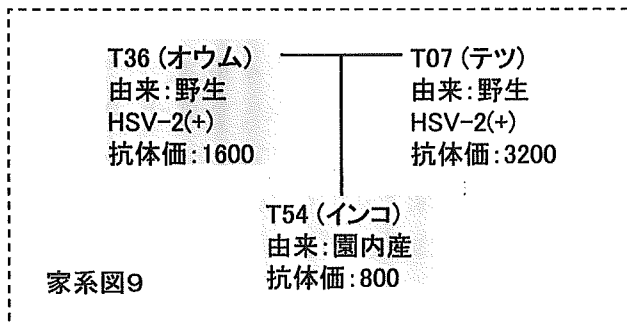 T36 (オウム)
由来:野生
HSV-2(+)
抗体価:1600
T07 (テツ)
由来:野生
HSV-2(+)
抗体価:3200
T54 (インコ)
由来:園内産
抗体価:800
家系図9